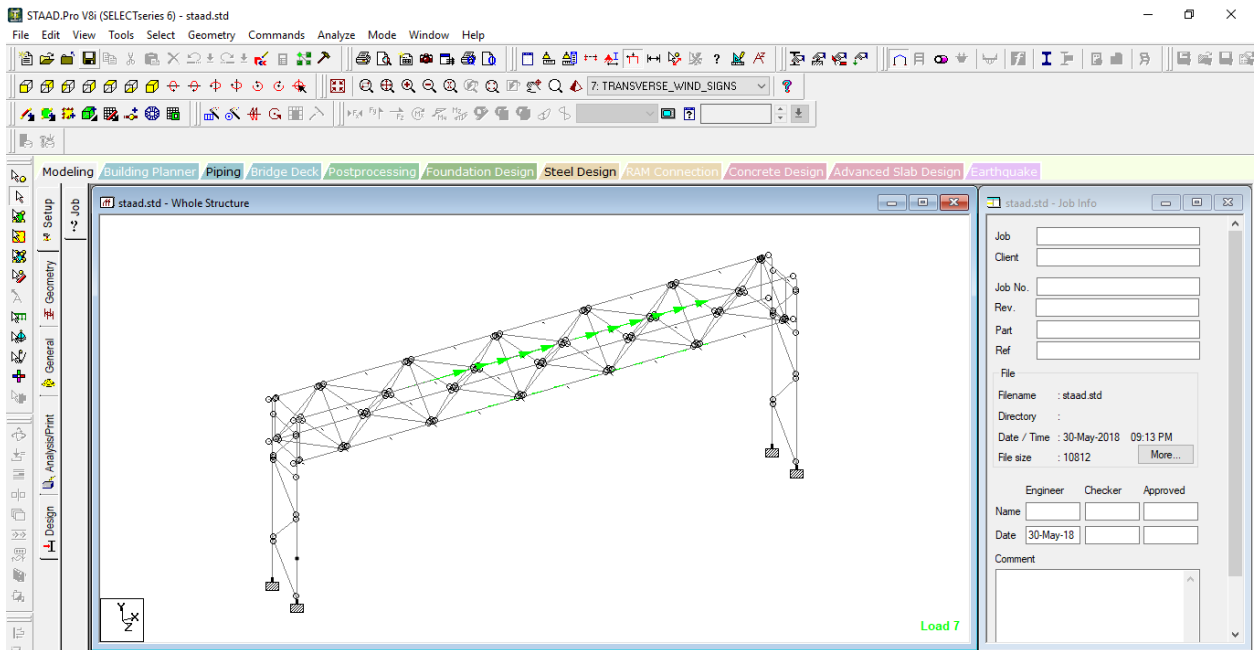 STAAD.Pro V8i (SELECTseries 6) - staad.std
File Edit View Tools Select Geometry Commands Analyze Mode Window Help
7: TRANSVERSE_WIND_SIGNS
Modeling Building Planner Piping Bridge Deck Postprocessing Foundation Design Steel Design RAM Connection Concrete Design Advanced Slab Design Earthquake
Setup
Geometry
General
Analysis/Print
Design
Job
staad.std - Whole Structure
Y
X
Z
Load 7
staad.std - Job Info
Job
Client
Job No.
Rev.
Part
Ref
File
Filename : staad.std
Directory :
Date / Time : 30-May-2018 09:13 PM
File size : 10812 More...
Engineer Checker Approved
Name
Date 30-May-18
Comment